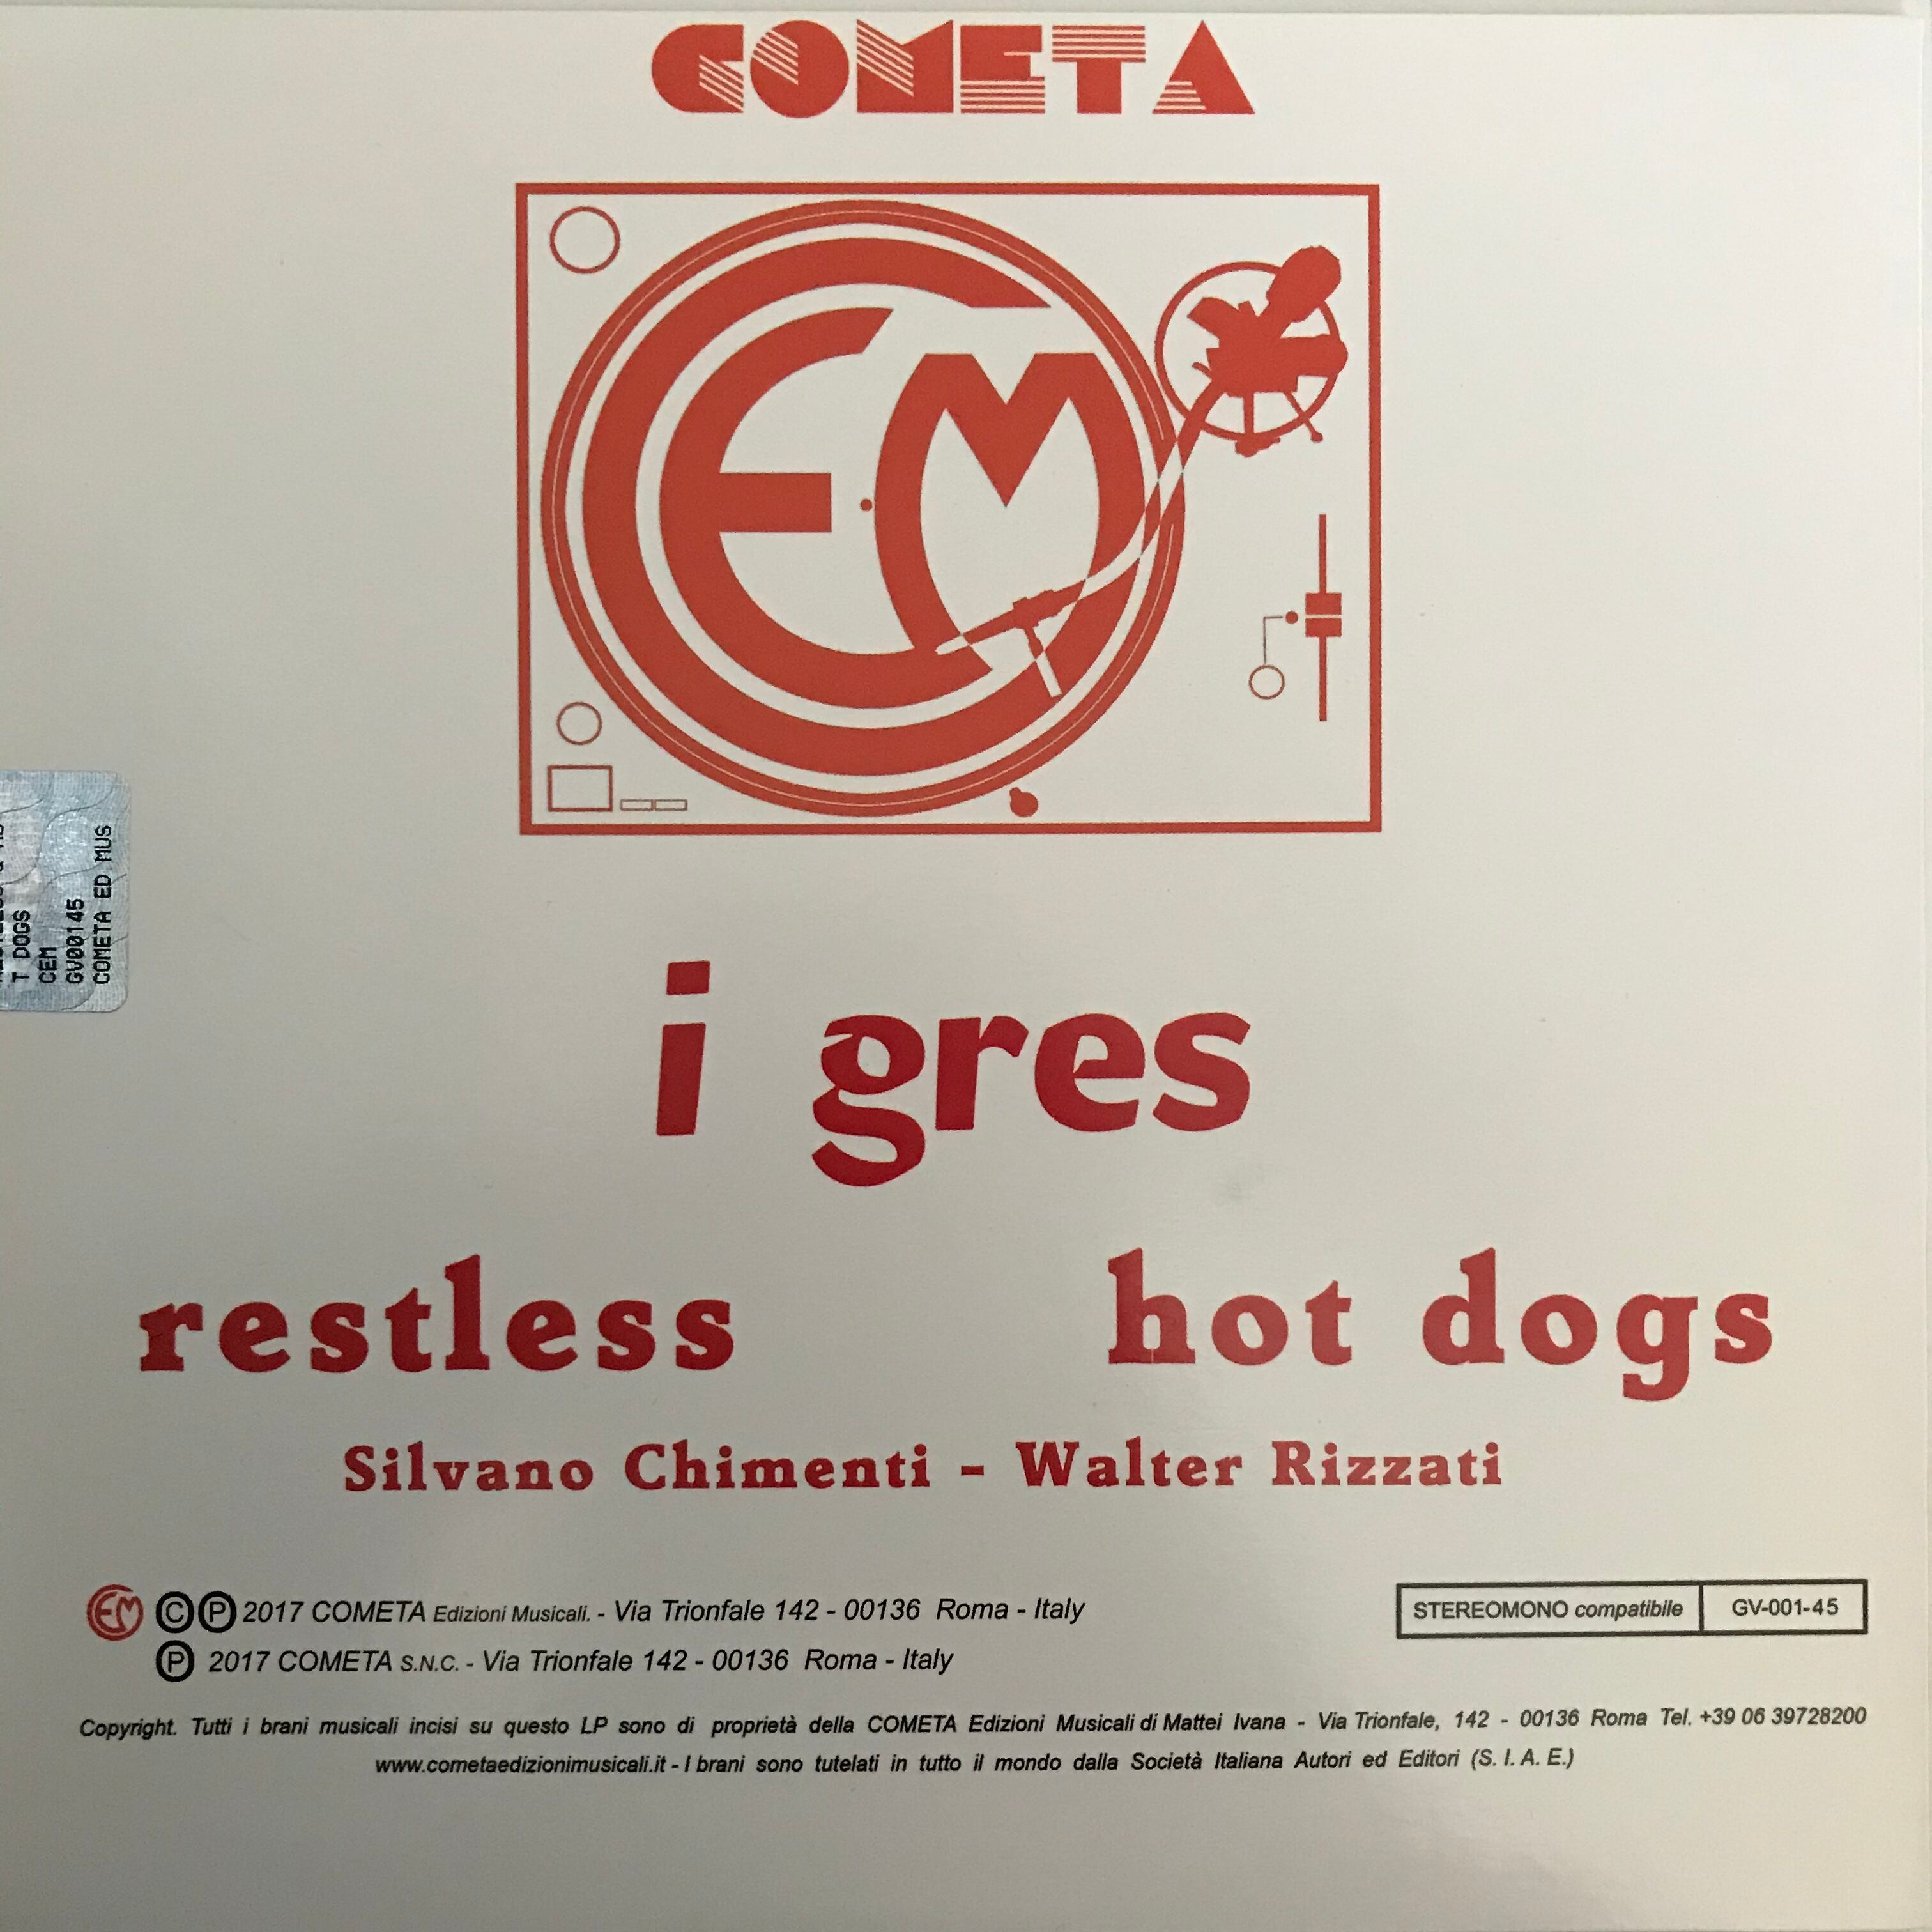 COMETA
CEM
i gres
restless hot dogs
Silvano Chimenti - Walter Rizzati
CEM © ℗ 2017 COMETA Edizioni Musicali. - Via Trionfale 142 - 00136 Roma - Italy
℗ 2017 COMETA S.N.C. - Via Trionfale 142 - 00136 Roma - Italy
STEREOMONO compatibile GV-001-45
Copyright. Tutti i brani musicali incisi su questo LP sono di proprietà della COMETA Edizioni Musicali di Mattei Ivana - Via Trionfale, 142 - 00136 Roma Tel. +39 06 39728200
www.cometaedizionimusicali.it - I brani sono tutelati in tutto il mondo dalla Società Italiana Autori ed Editori (S. I. A. E.)
T DOGS
CEM
GV00145
COMETA ED MUS